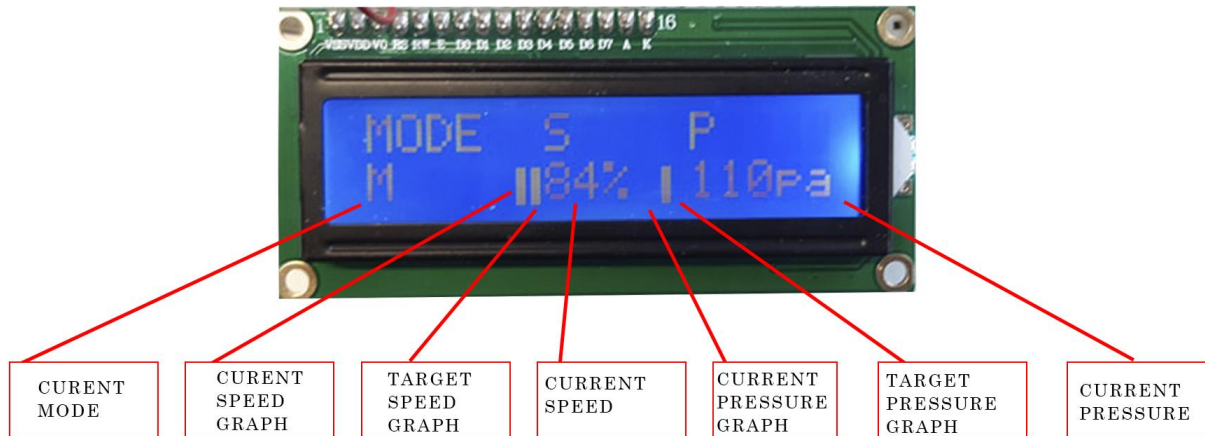 1 16
VSS VDD VO RS RW E D0 D1 D2 D3 D4 D5 D6 D7 A K
MODE S P
M 84% 110pa
CURENT
MODE
CURENT
SPEED
GRAPH
TARGET
SPEED
GRAPH
CURRENT
SPEED
CURRENT
PRESSURE
GRAPH
TARGET
PRESSURE
GRAPH
CURRENT
PRESSURE